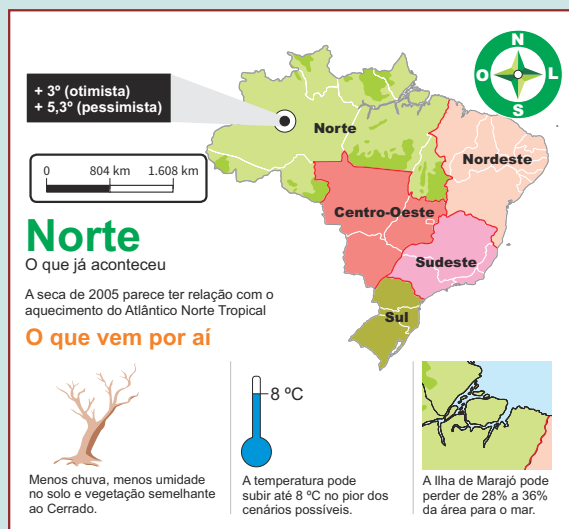 + 3º (otimista)
+ 5,3º (pessimista)
N
O
L
S
Norte
Nordeste
Centro-Oeste
Sudeste
Sul
0 804 km 1.608 km
Norte
O que já aconteceu
A seca de 2005 parece ter relação com o
aquecimento do Atlântico Norte Tropical
O que vem por aí
Menos chuva, menos umidade
no solo e vegetação semelhante
ao Cerrado.
8 ºC
A temperatura pode
subir até 8 ºC no pior dos
cenários possíveis.
A Ilha de Marajó pode
perder de 28% a 36%
da área para o mar.